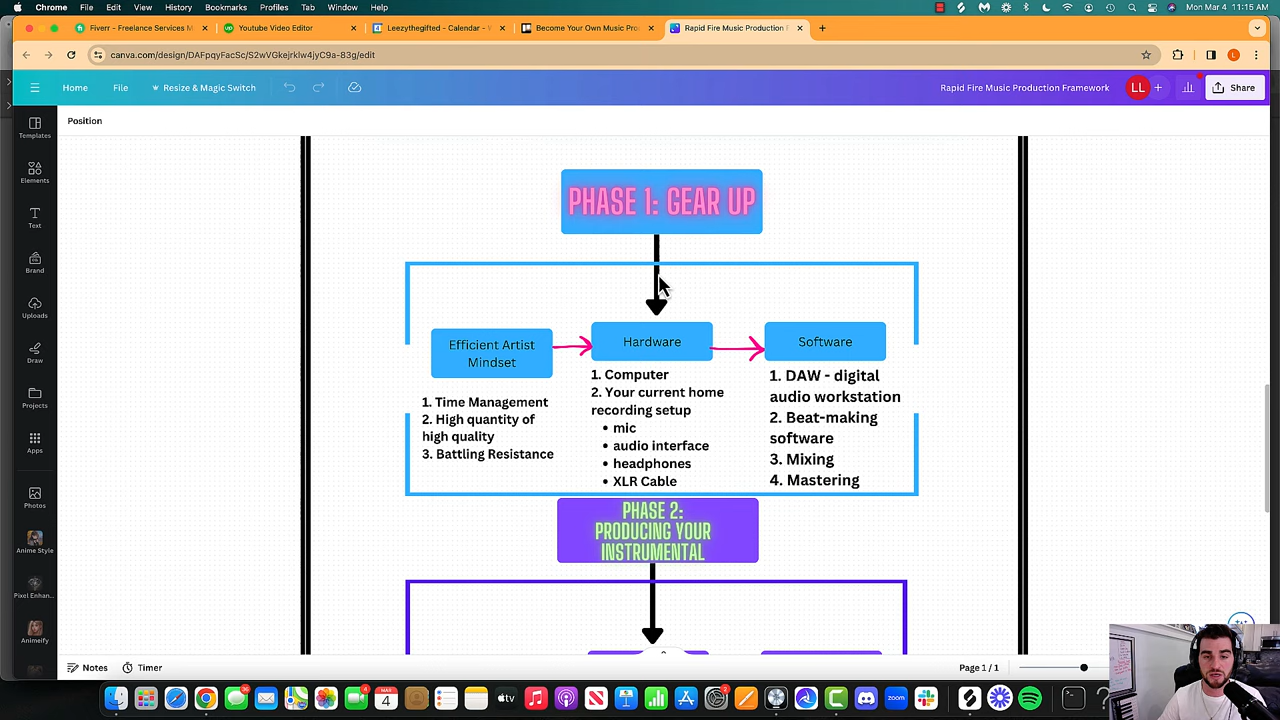 Chrome File Edit View History Bookmarks Profiles Tab Window Help
Mon Mar 4 11:15 AM
Fiverr - Freelance Services M
Youtube Video Editor
Leezythegifted - Calendar - W
Become Your Own Music Pro
Rapid Fire Music Production F
canva.com/design/DAFpqyFacSc/S2wVGkejrklw4jyC9a-83g/edit
Home File Resize & Magic Switch
Rapid Fire Music Production Framework
LL
Share
Position
Templates
Elements
Text
Brand
Uploads
Draw
Projects
Apps
Photos
Anime Style
Pixel Enhan...
Animeify
PHASE 1: GEAR UP
Efficient Artist
Mindset
1. Time Management
2. High quantity of
high quality
3. Battling Resistance
Hardware
1. Computer
2. Your current home
recording setup
• mic
• audio interface
• headphones
• XLR Cable
Software
1. DAW - digital
audio workstation
2. Beat-making
software
3. Mixing
4. Mastering
PHASE 2:
PRODUCING YOUR
INSTRUMENTAL
Notes Timer
Page 1 / 1
MAR
4
tv
zoom